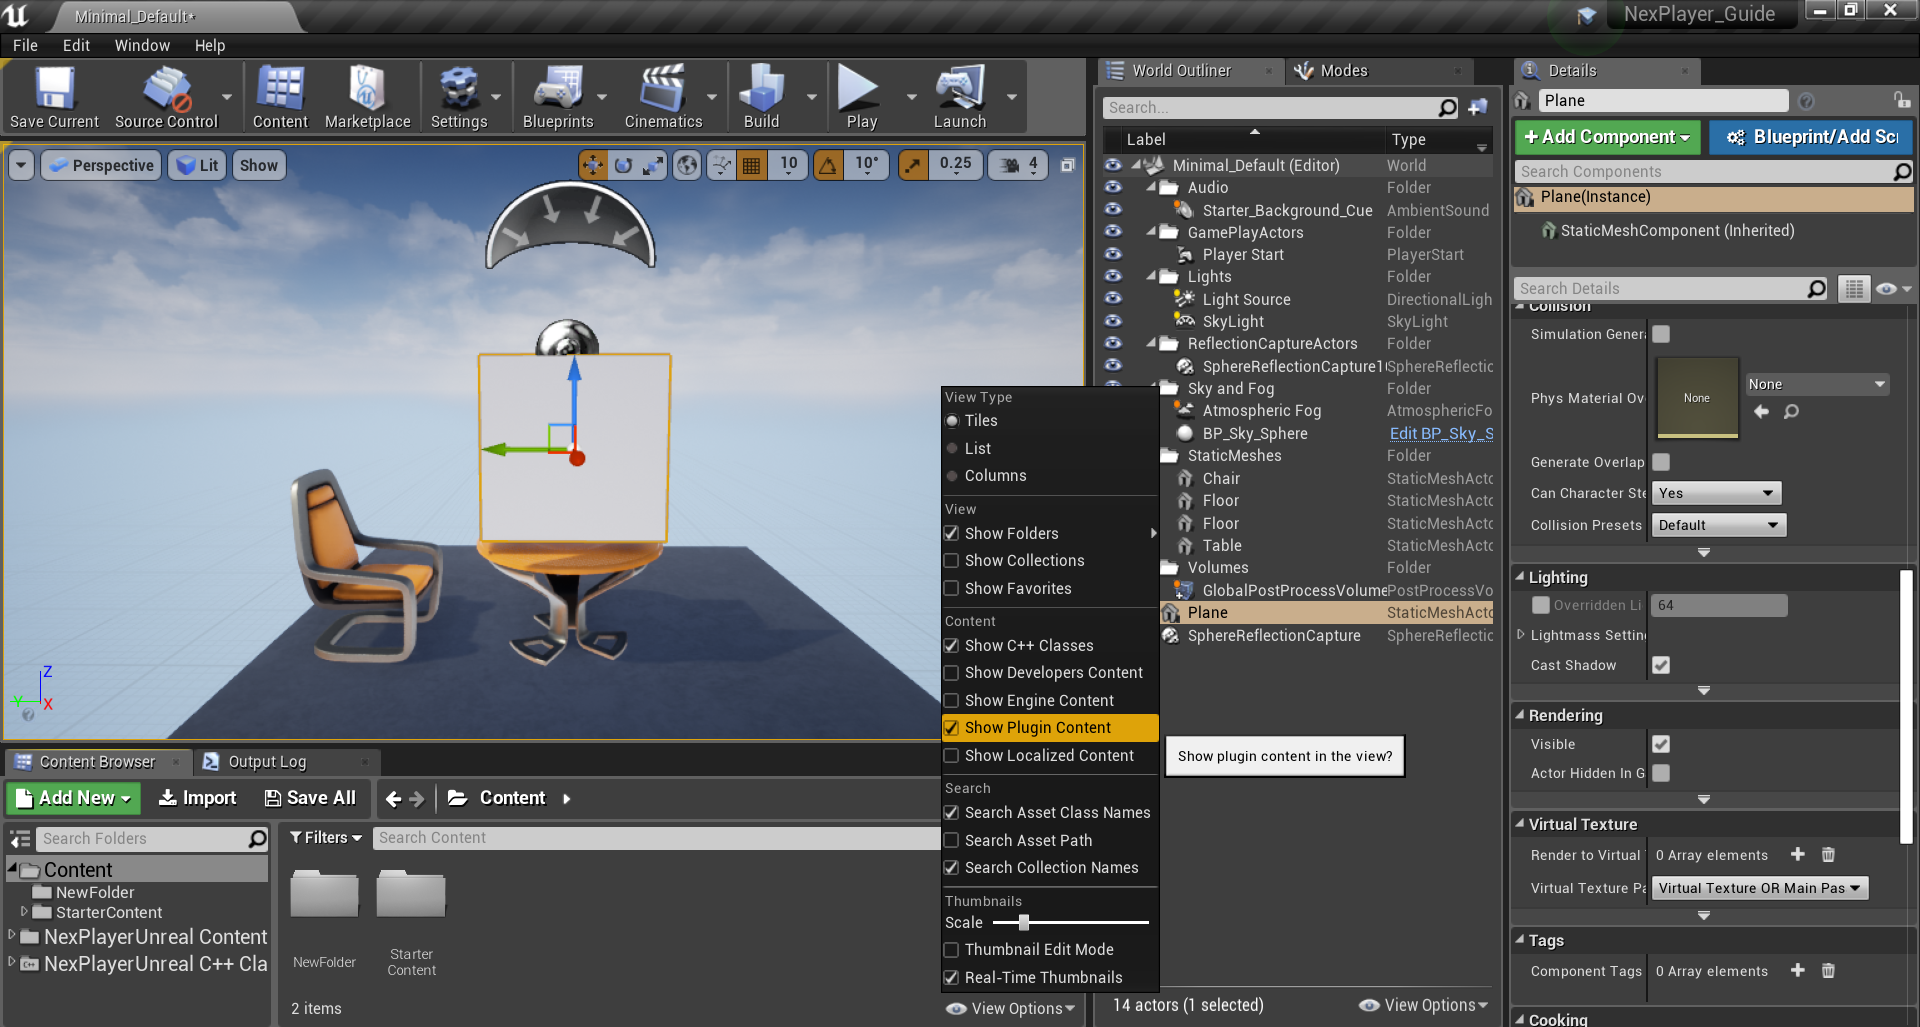 Minimal_Default*
NexPlayer_Guide
File Edit Window Help
Save Current
Source Control
Content
Marketplace
Settings
Blueprints
Cinematics
Build
Play
Launch
Perspective
Lit
Show
10
10°
0.25
4
Z
Y
X
World Outliner
Modes
Search...
Label Type
Minimal_Default (Editor) World
Audio Folder
Starter_Background_Cue AmbientSound
GamePlayActors Folder
Player Start PlayerStart
Lights Folder
Light Source DirectionalLigh
SkyLight SkyLight
ReflectionCaptureActors Folder
SphereReflectionCapture1 SphereReflectic
Sky and Fog Folder
Atmospheric Fog AtmosphericFo
BP_Sky_Sphere Edit BP_Sky_S
StaticMeshes Folder
Chair StaticMeshActo
Floor StaticMeshActo
Floor StaticMeshActo
Table StaticMeshActo
Volumes Folder
GlobalPostProcessVolume PostProcessVo
Plane StaticMeshActo
SphereReflectionCapture SphereReflectic
14 actors (1 selected)
View Options
View Type
Tiles
List
Columns
View
Show Folders
Show Collections
Show Favorites
Content
Show C++ Classes
Show Developers Content
Show Engine Content
Show Plugin Content
Show Localized Content
Search
Search Asset Class Names
Search Asset Path
Search Collection Names
Thumbnails
Scale
Thumbnail Edit Mode
Real-Time Thumbnails
Show plugin content in the view?
Content Browser
Output Log
Add New
Import
Save All
Content
Search Folders
Filters
Search Content
Content
NewFolder
StarterContent
NexPlayerUnreal Content
NexPlayerUnreal C++ Cla
NewFolder
Starter
Content
2 items
View Options
Details
Plane
+ Add Component
Blueprint/Add Sc
Search Components
Plane(Instance)
StaticMeshComponent (Inherited)
Search Details
Collision
Simulation Genera
Phys Material Ov
None
None
Generate Overlap
Can Character Ste
Yes
Collision Presets
Default
Lighting
Overridden Li
64
Lightmass Settin
Cast Shadow
Rendering
Visible
Actor Hidden In G
Virtual Texture
Render to Virtual
0 Array elements
Virtual Texture Pa
Virtual Texture OR Main Pas
Tags
Component Tags
0 Array elements
Cooking